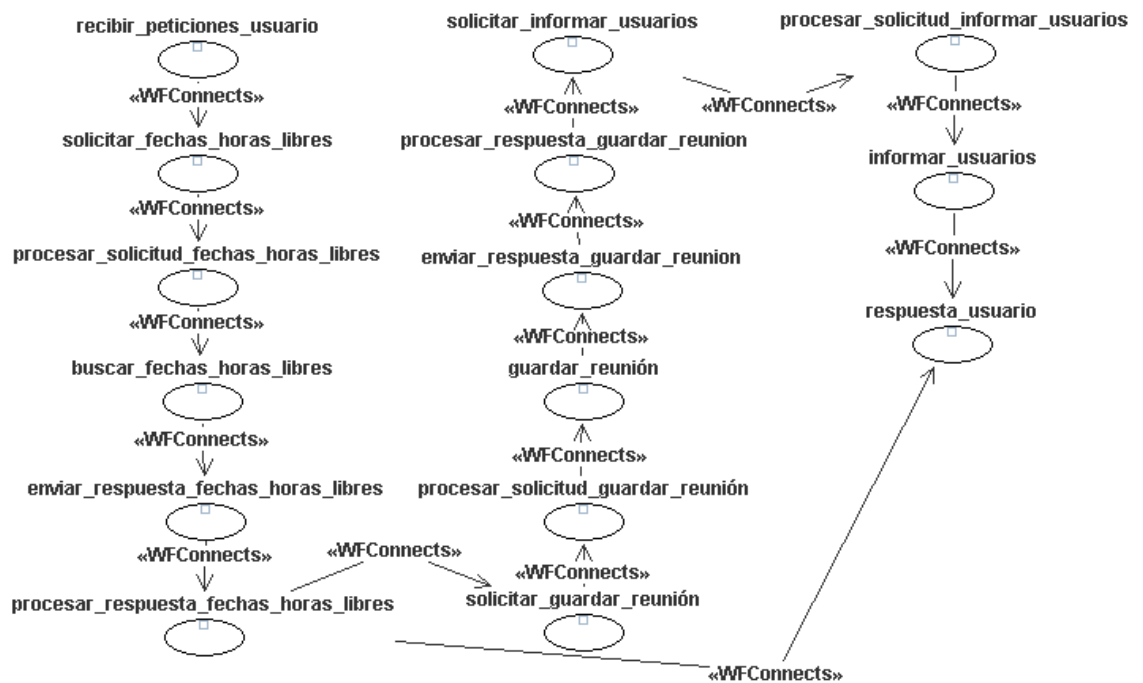 recibir_peticiones_usuario
«WFConnects»
solicitar_fechas_horas_libres
«WFConnects»
procesar_solicitud_fechas_horas_libres
«WFConnects»
buscar_fechas_horas_libres
«WFConnects»
enviar_respuesta_fechas_horas_libres
«WFConnects»
procesar_respuesta_fechas_horas_libres
«WFConnects»
solicitar_informar_usuarios
«WFConnects»
procesar_respuesta_guardar_reunion
«WFConnects»
enviar_respuesta_guardar_reunion
«WFConnects»
guardar_reunión
«WFConnects»
procesar_solicitud_guardar_reunión
«WFConnects»
solicitar_guardar_reunión
«WFConnects»
procesar_solicitud_informar_usuarios
«WFConnects»
informar_usuarios
«WFConnects»
respuesta_usuario
«WFConnects»